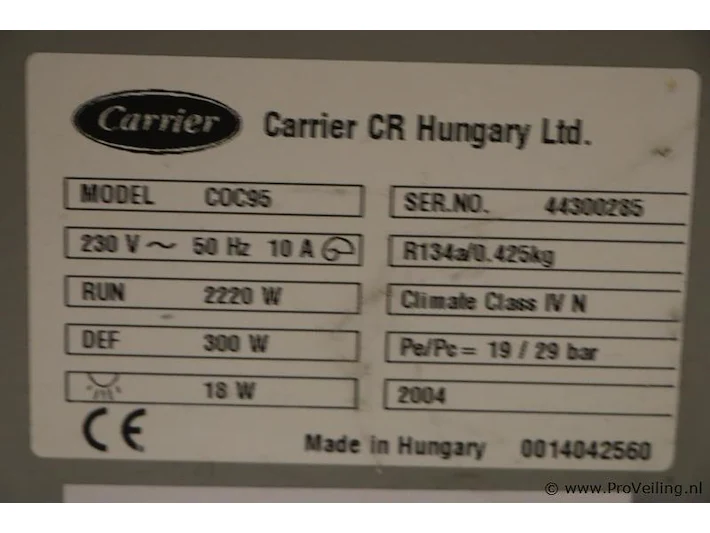 Carrier
Carrier CR Hungary Ltd.
MODEL COC95
SER.NO. 44300285
230 V ~ 50 Hz 10 A
R134a/0.425kg
RUN 2220 W
Climate Class IV N
DEF 300 W
Pe/Pc = 19 / 29 bar
18 W
2004
CE
Made in Hungary 0014042560
© www.ProVeiling.nl